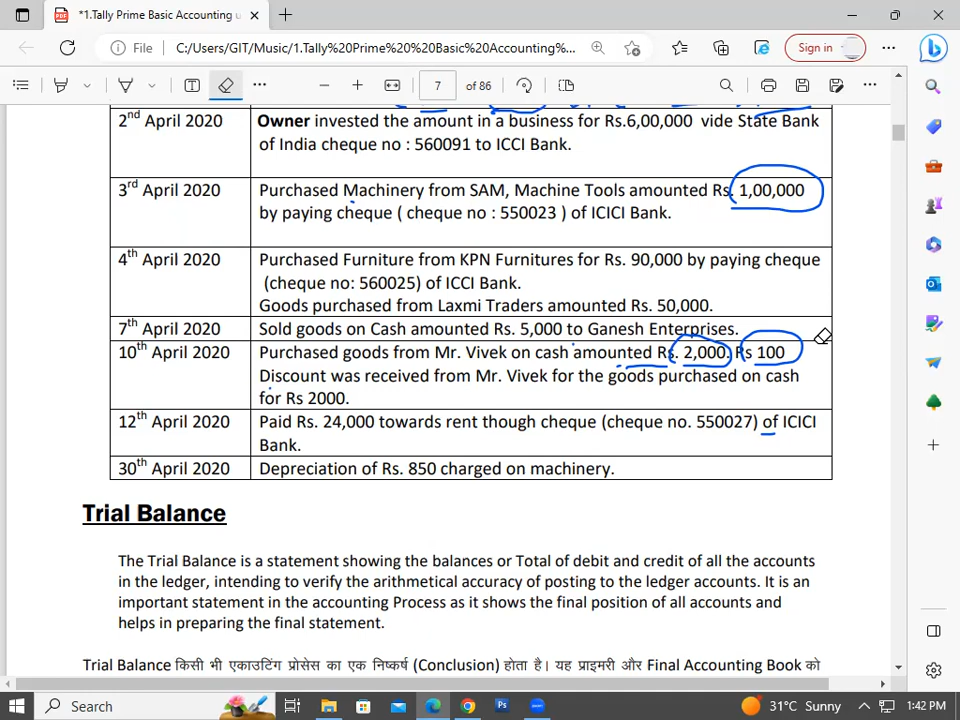 *1.Tally Prime Basic Accounting u
File
C:/Users/GIT/Music/1.Tally%20Prime%20%20Basic%20Accounting%...
Sign in
7 of 86
2nd April 2020
Owner invested the amount in a business for Rs.6,00,000 vide State Bank
of India cheque no : 560091 to ICCI Bank.
3rd April 2020
Purchased Machinery from SAM, Machine Tools amounted Rs. 1,00,000
by paying cheque ( cheque no : 550023 ) of ICICI Bank.
4th April 2020
Purchased Furniture from KPN Furnitures for Rs. 90,000 by paying cheque
(cheque no: 560025) of ICCI Bank.
Goods purchased from Laxmi Traders amounted Rs. 50,000.
7th April 2020
Sold goods on Cash amounted Rs. 5,000 to Ganesh Enterprises.
10th April 2020
Purchased goods from Mr. Vivek on cash amounted Rs. 2,000. Rs 100
Discount was received from Mr. Vivek for the goods purchased on cash
for Rs 2000.
12th April 2020
Paid Rs. 24,000 towards rent though cheque (cheque no. 550027) of ICICI
Bank.
30th April 2020
Depreciation of Rs. 850 charged on machinery.
Trial Balance
The Trial Balance is a statement showing the balances or Total of debit and credit of all the accounts
in the ledger, intending to verify the arithmetical accuracy of posting to the ledger accounts. It is an
important statement in the accounting Process as it shows the final position of all accounts and
helps in preparing the final statement.
Trial Balance किसी भी एकाउटिंग प्रोसेस का एक निष्कर्ष (Conclusion) होता है। यह प्राइमरी और Final Accounting Book को
Search
31°C Sunny
1:42 PM